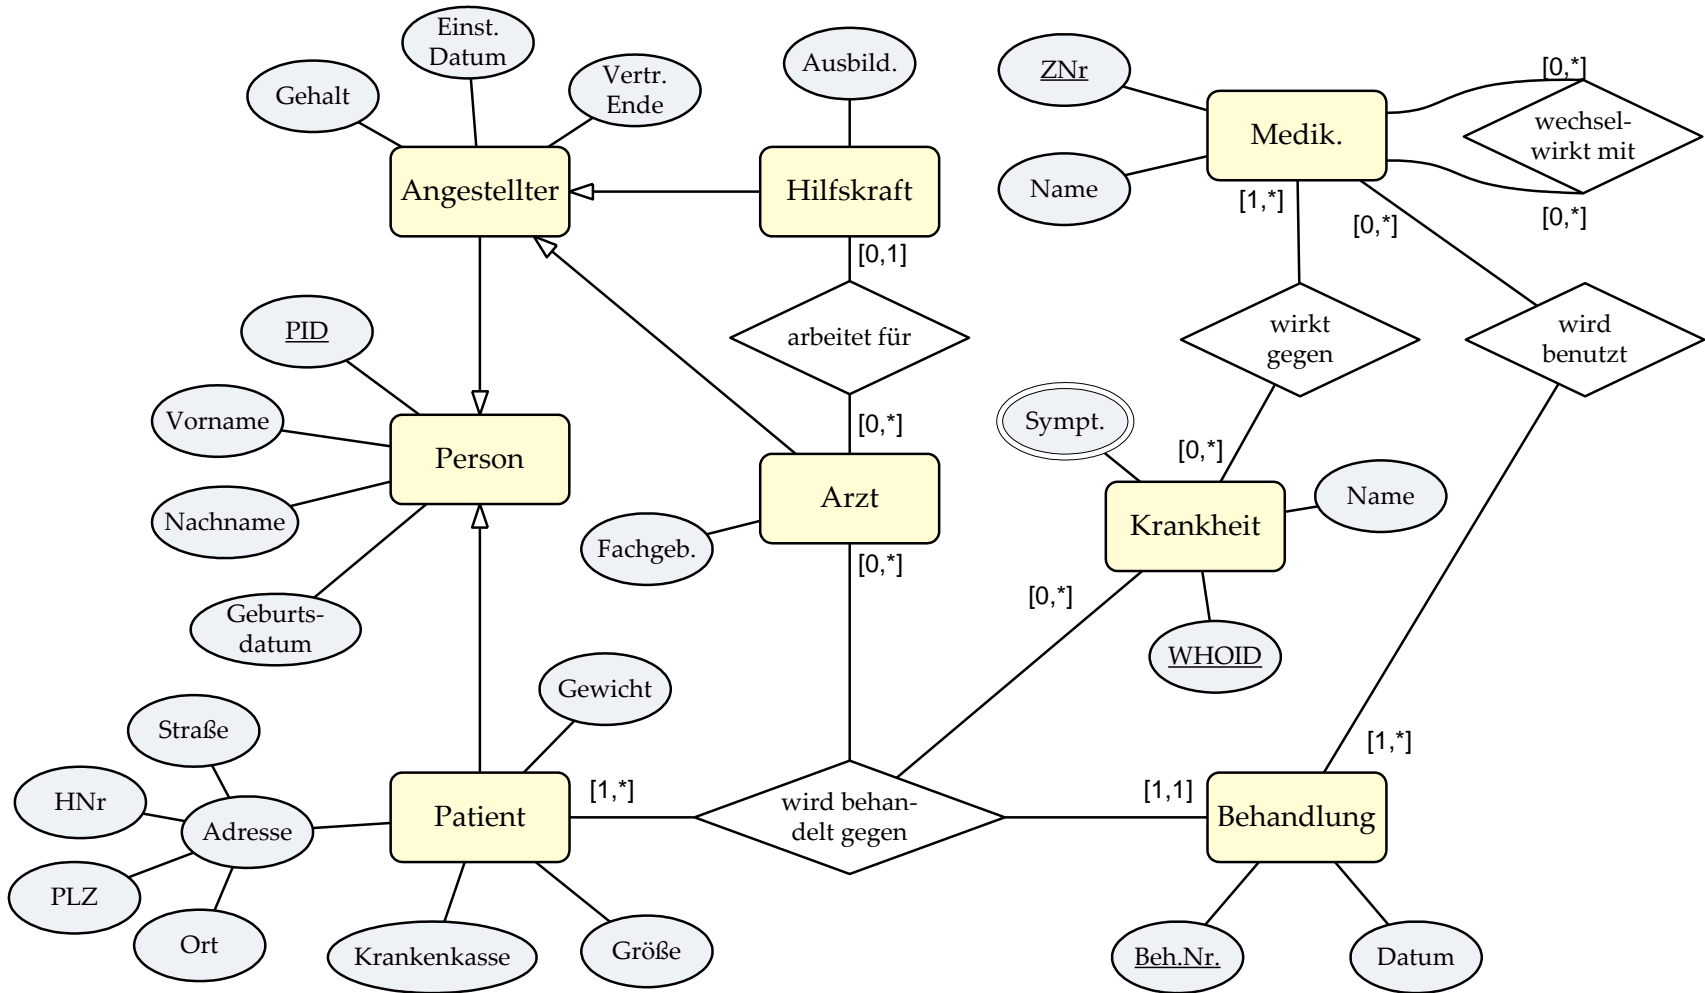 Einst.
Datum
Gehalt
Vertr.
Ende
Ausbild.
ZNr
Name
[0,*]
wechsel-
wirkt mit
[0,*]
Medik.
Angestellter
Hilfskraft
[1,*]
[0,*]
[0,1]
PID
arbeitet für
wirkt
gegen
wird
benutzt
Vorname
Person
[0,*]
Sympt.
[0,*]
Nachname
Arzt
Krankheit
Name
Fachgeb.
[0,*]
[0,*]
Geburts-
datum
WHOID
Gewicht
Straße
[1,*]
HNr
Adresse
Patient
[1,*]
wird behan-
delt gegen
[1,1]
Behandlung
PLZ
Ort
Krankenkasse
Größe
Beh.Nr.
Datum